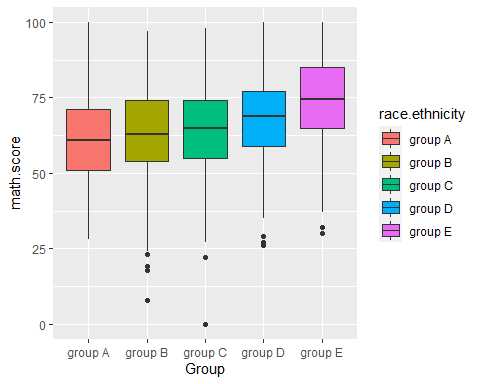 100
75
50
25
0
math.score
group A
group B
group C
group D
group E
Group
race.ethnicity
group A
group B
group C
group D
group E